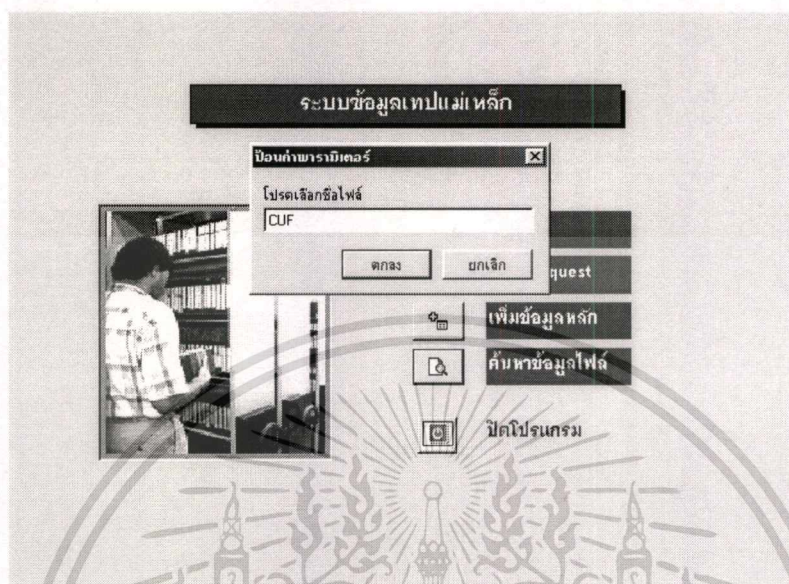 ระบบข้อมูลเทปแม่เหล็ก
ป้อนค่าพารามิเตอร์
โปรดเลือกชื่อไฟล์
CUF
ตกลง
ยกเลิก
quest
เพิ่มข้อมูลหลัก
ค้นหาข้อมูลไฟล์
ปิดโปรแกรม